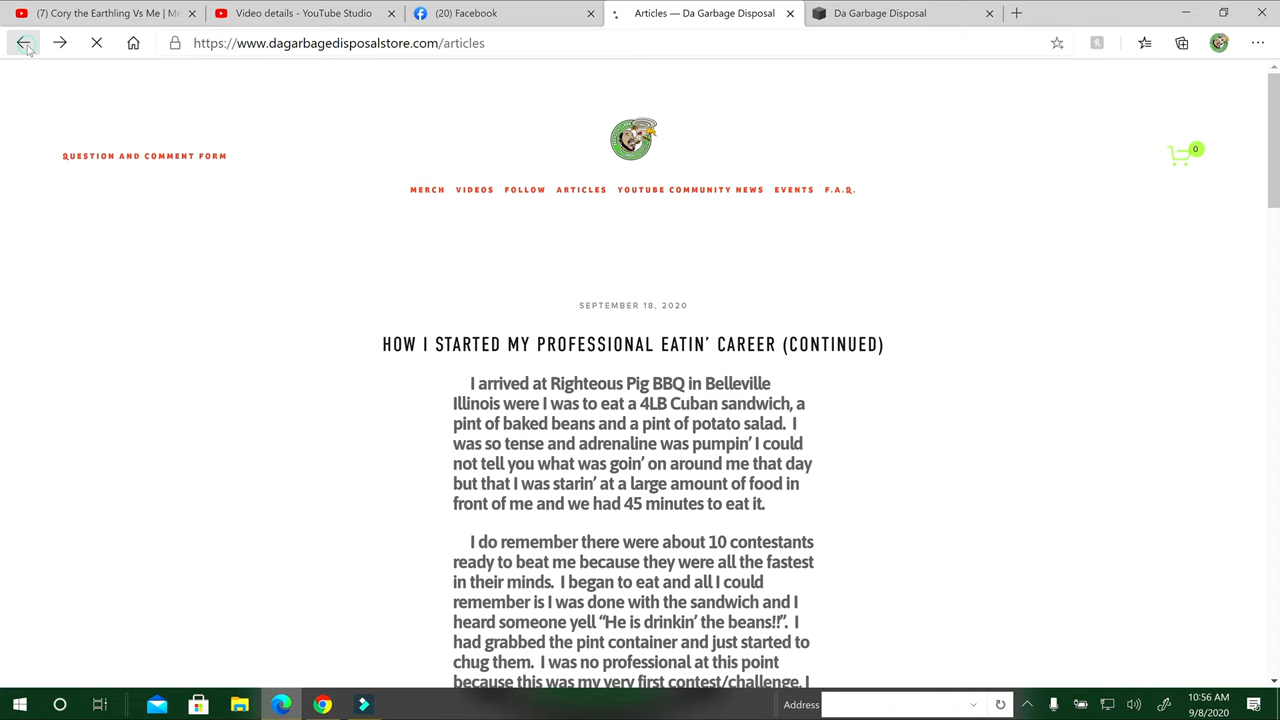 (7) Cory the Earthling Vs Me | M
Video details - YouTube Studio
(20) Facebook
Articles — Da Garbage Disposal
Da Garbage Disposal
https://www.dagarbagedisposalstore.com/articles
QUESTION AND COMMENT FORM
0
MERCH VIDEOS FOLLOW ARTICLES YOUTUBE COMMUNITY NEWS EVENTS F.A.Q.
SEPTEMBER 18, 2020
HOW I STARTED MY PROFESSIONAL EATIN’ CAREER (CONTINUED)
I arrived at Righteous Pig BBQ in Belleville
Illinois were I was to eat a 4LB Cuban sandwich, a
pint of baked beans and a pint of potato salad. I
was so tense and adrenaline was pumpin’ I could
not tell you what was goin’ on around me that day
but that I was starin’ at a large amount of food in
front of me and we had 45 minutes to eat it.
I do remember there were about 10 contestants
ready to beat me because they were all the fastest
in their minds. I began to eat and all I could
remember is I was done with the sandwich and I
heard someone yell “He is drinkin’ the beans!!”. I
had grabbed the pint container and just started to
chug them. I was no professional at this point
because this was my very first contest/challenge. I
Address
10:56 AM
9/8/2020